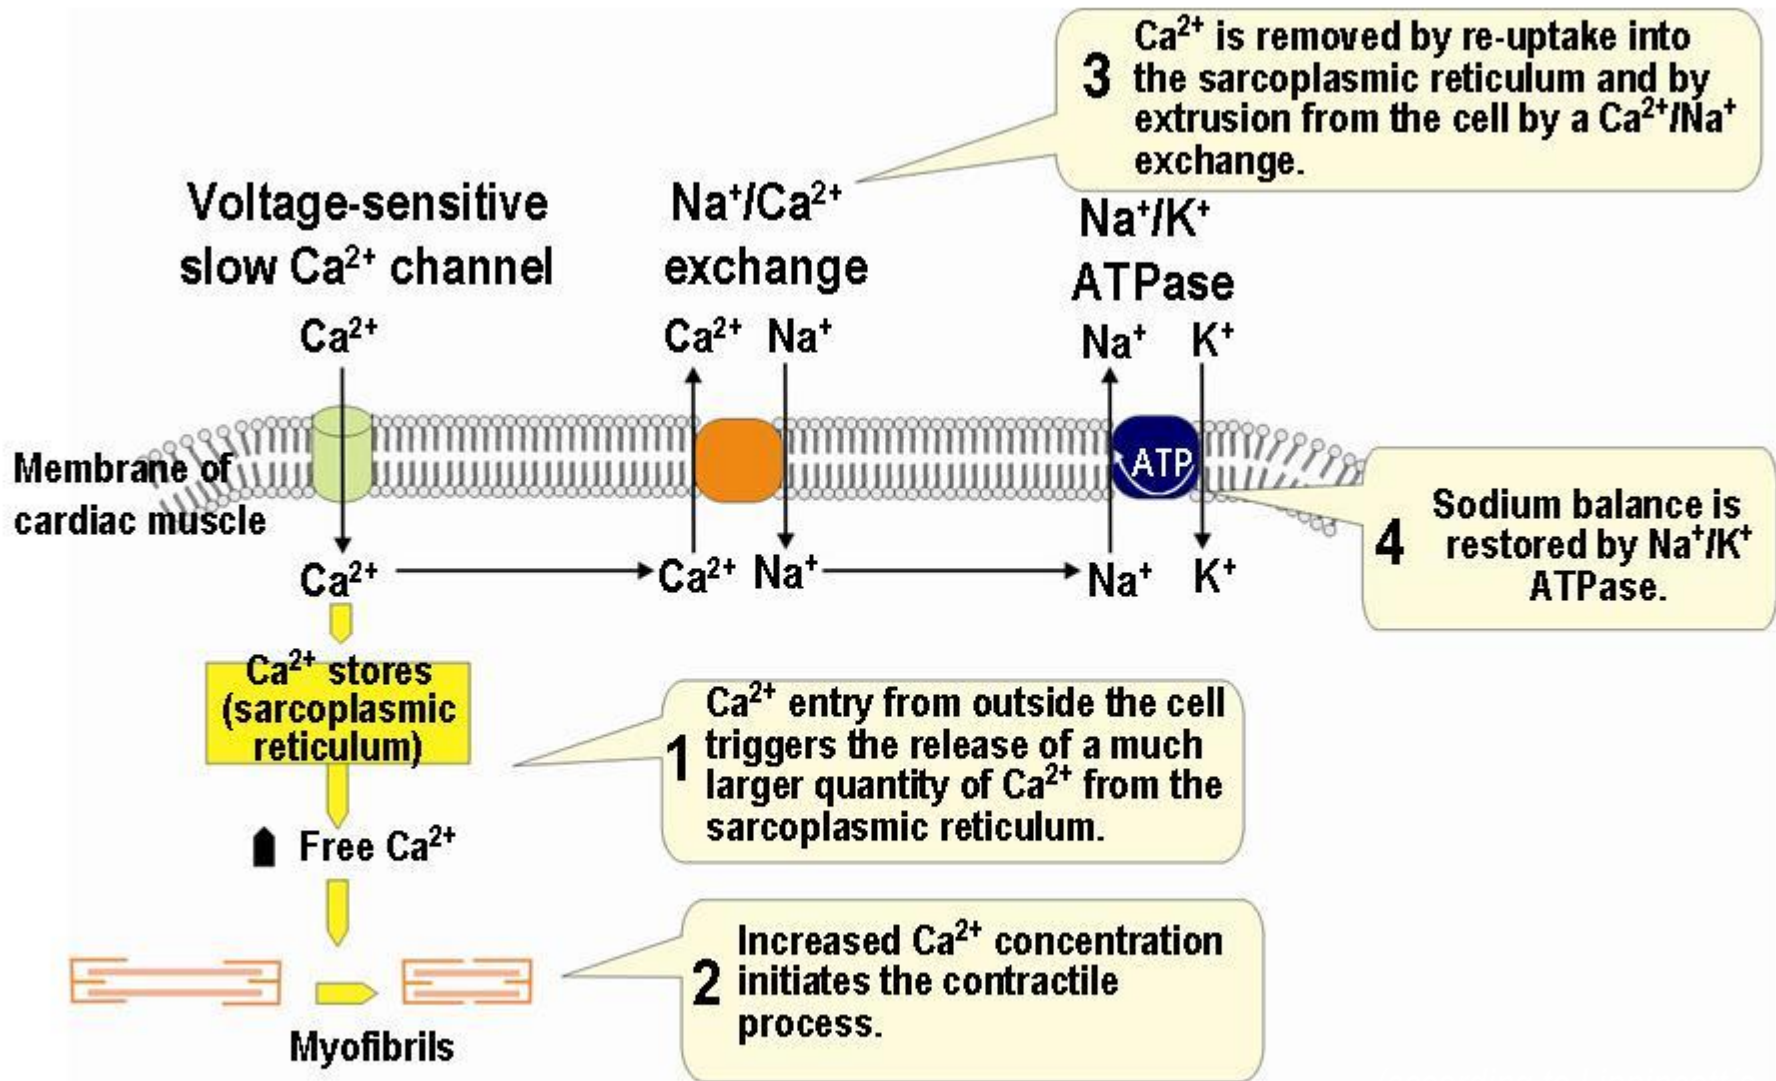 3 Ca²⁺ is removed by re-uptake into
the sarcoplasmic reticulum and by
extrusion from the cell by a Ca²⁺/Na⁺
exchange.
Voltage-sensitive
slow Ca²⁺ channel
Na⁺/Ca²⁺
exchange
Na⁺/K⁺
ATPase
Ca²⁺
Ca²⁺ Na⁺
Na⁺ K⁺
Membrane of
cardiac muscle
ATP
4 Sodium balance is
restored by Na⁺/K⁺
ATPase.
Ca²⁺
Ca²⁺ Na⁺
Na⁺ K⁺
Ca²⁺ stores
(sarcoplasmic
reticulum)
1 Ca²⁺ entry from outside the cell
triggers the release of a much
larger quantity of Ca²⁺ from the
sarcoplasmic reticulum.
Free Ca²⁺
2 Increased Ca²⁺ concentration
initiates the contractile
process.
Myofibrils